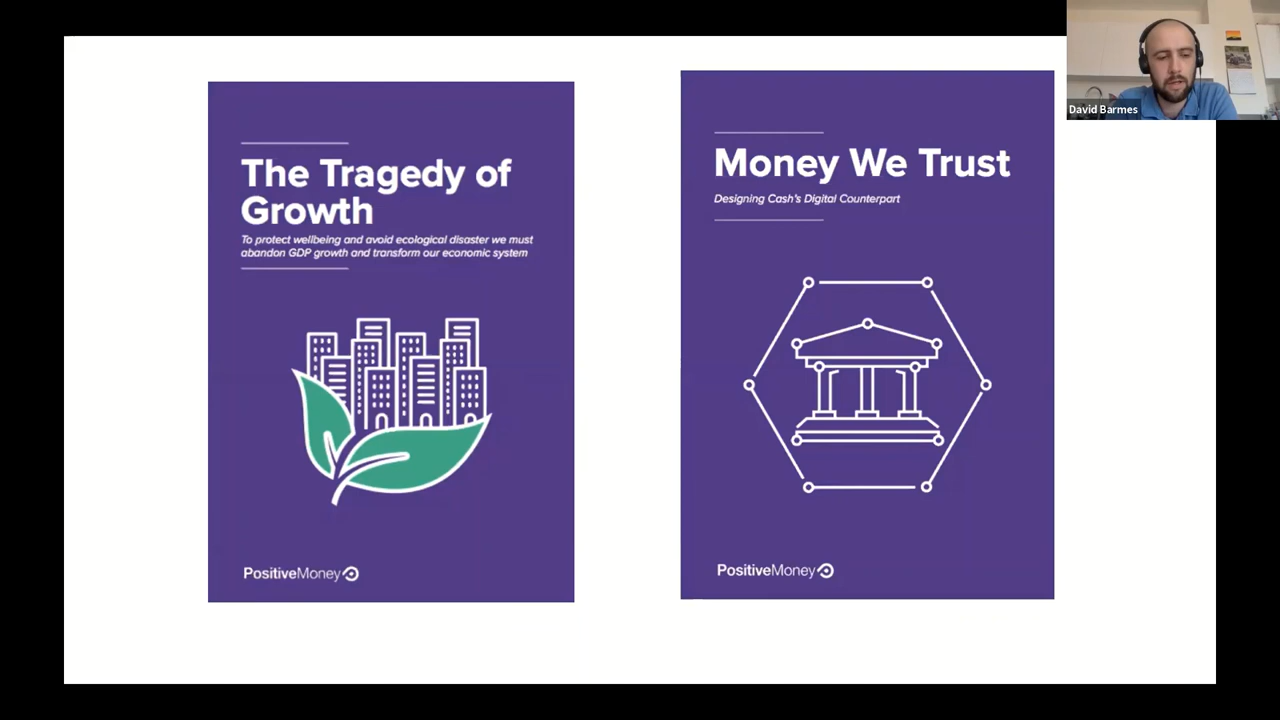 The Tragedy of
Growth
To protect wellbeing and avoid ecological disaster we must
abandon GDP growth and transform our economic system
PositiveMoney
Money We Trust
Designing Cash's Digital Counterpart
PositiveMoney
David Barmes